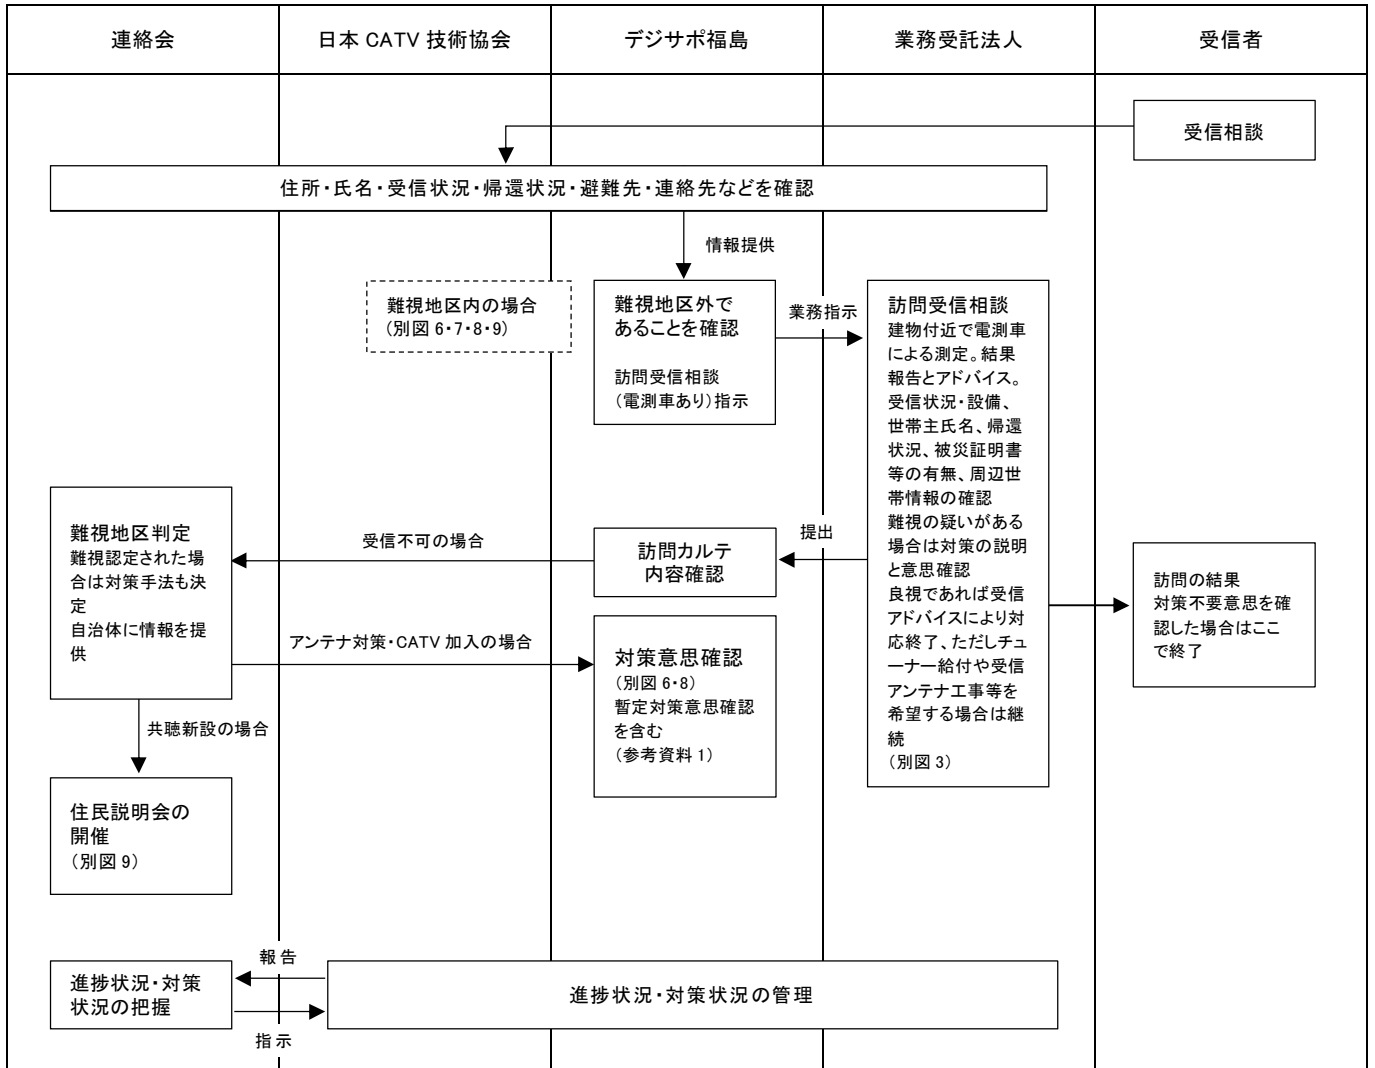 連絡会
日本 CATV 技術協会
デジサポ福島
業務受託法人
受信者
受信相談
住所・氏名・受信状況・帰還状況・避難先・連絡先などを確認
情報提供
難視地区内の場合
（別図 6・7・8・9）
難視地区外で
あることを確認
訪問受信相談
（電測車あり）指示
業務指示
訪問受信相談
建物付近で電測車
による測定。結果
報告とアドバイス。
受信状況・設備、
世帯主氏名、帰還
状況、被災証明書
等の有無、周辺世
帯情報の確認
難視の疑いがある
場合は対策の説明
と意思確認
良視であれば受信
アドバイスにより対
応終了、ただしチュ
ーナー給付や受信
アンテナ工事等を
希望する場合は継
続
（別図 3）
難視地区判定
難視認定された場
合は対策手法も決
定
自治体に情報を提
供
受信不可の場合
訪問カルテ
内容確認
提出
訪問の結果
対策不要意思を確
認した場合はここ
で終了
アンテナ対策・CATV 加入の場合
対策意思確認
（別図 6・8）
暫定対策意思確認
を含む
（参考資料 1）
共聴新設の場合
住民説明会の
開催
（別図 9）
進捗状況・対策
状況の把握
報告
指示
進捗状況・対策状況の管理